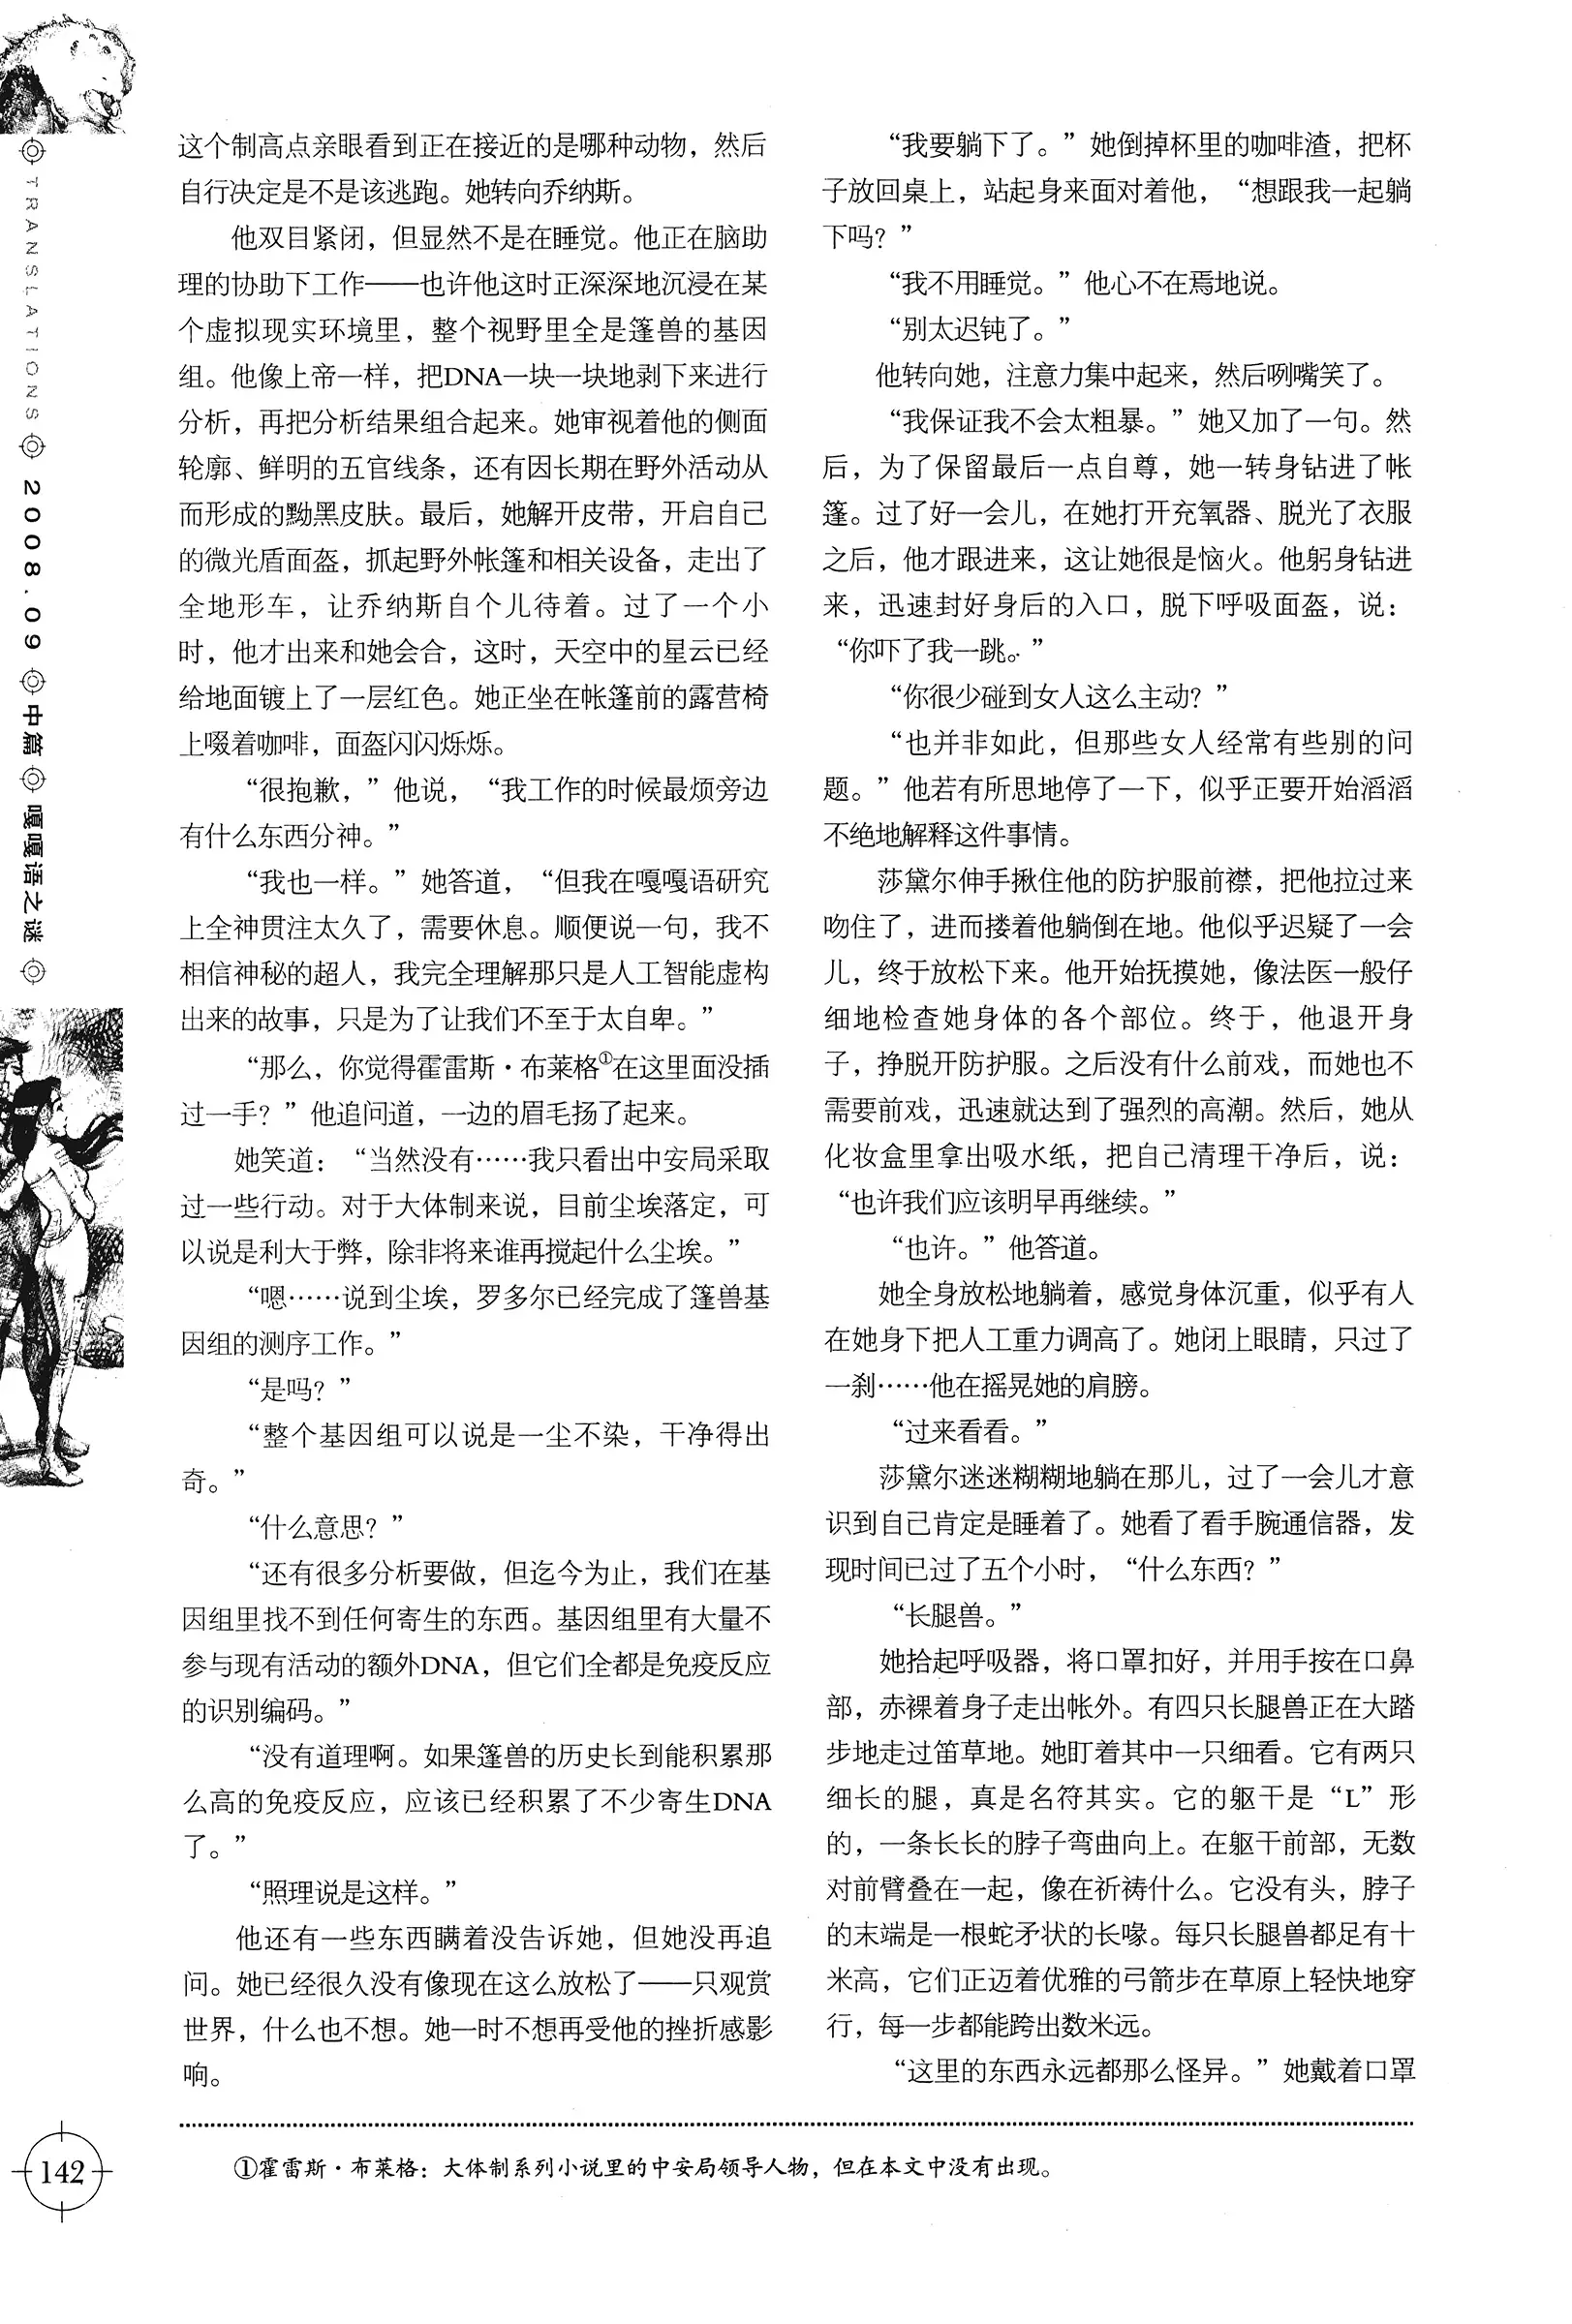 TRANSLATIONS 2008.09 中篇 嘎嘎语之谜
这个制高点亲眼看到正在接近的是哪种动物，然后
自行决定是不是该逃跑。她转向乔纳斯。
他双目紧闭，但显然不是在睡觉。他正在脑助
理的协助下工作——也许他这时正深深地沉浸在某
个虚拟现实环境里，整个视野里全是篷兽的基因
组。他像上帝一样，把DNA一块一块地剥下来进行
分析，再把分析结果组合起来。她审视着他的侧面
轮廓、鲜明的五官线条，还有因长期在野外活动从
而形成的黝黑皮肤。最后，她解开皮带，开启自己
的微光盾面盔，抓起野外帐篷和相关设备，走出了
全地形车，让乔纳斯自个儿待着。过了一个小
时，他才出来和她会合，这时，天空中的星云已经
给地面镀上了一层红色。她正坐在帐篷前的露营椅
上啜着咖啡，面盔闪闪烁烁。
“很抱歉，”他说，“我工作的时候最烦旁边
有什么东西分神。”
“我也一样。”她答道，“但我在嘎嘎语研究
上全神贯注太久了，需要休息。顺便说一句，我不
相信神秘的超人，我完全理解那只是人工智能虚构
出来的故事，只是为了让我们不至于太自卑。”
“那么，你觉得霍雷斯·布莱格①在这里面没插
过一手？”他追问道，一边的眉毛扬了起来。
她笑道：“当然没有……我只看出中安局采取
过一些行动。对于大体制来说，目前尘埃落定，可
以说是利大于弊，除非将来谁再搅起什么尘埃。”
“嗯……说到尘埃，罗多尔已经完成了篷兽基
因组的测序工作。”
“是吗？”
“整个基因组可以说是一尘不染，干净得出
奇。”
“什么意思？”
“还有很多分析要做，但迄今为止，我们在基
因组里找不到任何寄生的东西。基因组里有大量不
参与现有活动的额外DNA，但它们全都是免疫反应
的识别编码。”
“没有道理啊。如果篷兽的历史长到能积累那
么高的免疫反应，应该已经积累了不少寄生DNA
了。”
“照理说是这样。”
他还有一些东西瞒着没告诉她，但她没再追
问。她已经很久没有像现在这么放松了——只观赏
世界，什么也不想。她一时不想再受他的挫折感影
响。
“我要躺下了。”她倒掉杯里的咖啡渣，把杯
子放回桌上，站起身来面对着他，“想跟我一起躺
下吗？”
“我不用睡觉。”他心不在焉地说。
“别太迟钝了。”
他转向她，注意力集中起来，然后咧嘴笑了。
“我保证我不会太粗暴。”她又加了一句。然
后，为了保留最后一点自尊，她一转身钻进了帐
篷。过了好一会儿，在她打开充氧器、脱光了衣服
之后，他才跟进来，这让她很是恼火。他躬身钻进
来，迅速封好身后的入口，脱下呼吸面盔，说：
“你吓了我一跳。”
“你很少碰到女人这么主动？”
“也并非如此，但那些女人经常有些别的问
题。”他若有所思地停了一下，似乎正要开始滔滔
不绝地解释这件事情。
莎黛尔伸手揪住他的防护服前襟，把他拉过来
吻住了，进而搂着他躺倒在地。他似乎迟疑了一会
儿，终于放松下来。他开始抚摸她，像法医一般仔
细地检查她身体的各个部位。终于，他退开身
子，挣脱开防护服。之后没有什么前戏，而她也不
需要前戏，迅速就达到了强烈的高潮。然后，她从
化妆盒里拿出吸水纸，把自己清理干净后，说：
“也许我们应该明早再继续。”
“也许。”他答道。
她全身放松地躺着，感觉身体沉重，似乎有人
在她身下把人工重力调高了。她闭上眼睛，只过了
一刹……他在摇晃她的肩膀。
“过来看看。”
莎黛尔迷迷糊糊地躺在那儿，过了一会儿才意
识到自己肯定是睡着了。她看了看手腕通信器，发
现时间已过了五个小时，“什么东西？”
“长腿兽。”
她拾起呼吸器，将口罩扣好，并用手按在口鼻
部，赤裸着身子走出帐外。有四只长腿兽正在大踏
步地走过笛草地。她盯着其中一只细看。它有两只
细长的腿，真是名符其实。它的躯干是“L”形
的，一条长长的脖子弯曲向上。在躯干前部，无数
对前臂叠在一起，像在祈祷什么。它没有头，脖子
的末端是一根蛇矛状的长喙。每只长腿兽都足有十
米高，它们正迈着优雅的弓箭步在草原上轻快地穿
行，每一步都能跨出数米远。
“这里的东西永远都那么怪异。”她戴着口罩
①霍雷斯·布莱格：大体制系列小说里的中安局领导人物，但在本文中没有出现。
142